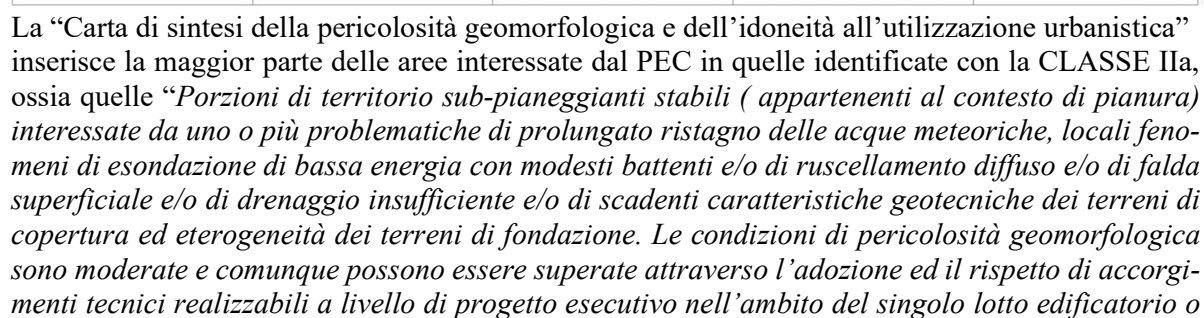 La “Carta di sintesi della pericolosità geomorfologica e dell’idoneità all’utilizzazione urbanistica”
inserisce la maggior parte delle aree interessate dal PEC in quelle identificate con la CLASSE IIa,
ossia quelle “Porzioni di territorio sub-pianeggianti stabili ( appartenenti al contesto di pianura)
interessate da uno o più problematiche di prolungato ristagno delle acque meteoriche, locali feno-
meni di esondazione di bassa energia con modesti battenti e/o di ruscellamento diffuso e/o di falda
superficiale e/o di drenaggio insufficiente e/o di scadenti caratteristiche geotecniche dei terreni di
copertura ed eterogeneità dei terreni di fondazione. Le condizioni di pericolosità geomorfologica
sono moderate e comunque possono essere superate attraverso l’adozione ed il rispetto di accorgi-
menti tecnici realizzabili a livello di progetto esecutivo nell’ambito del singolo lotto edificatorio o